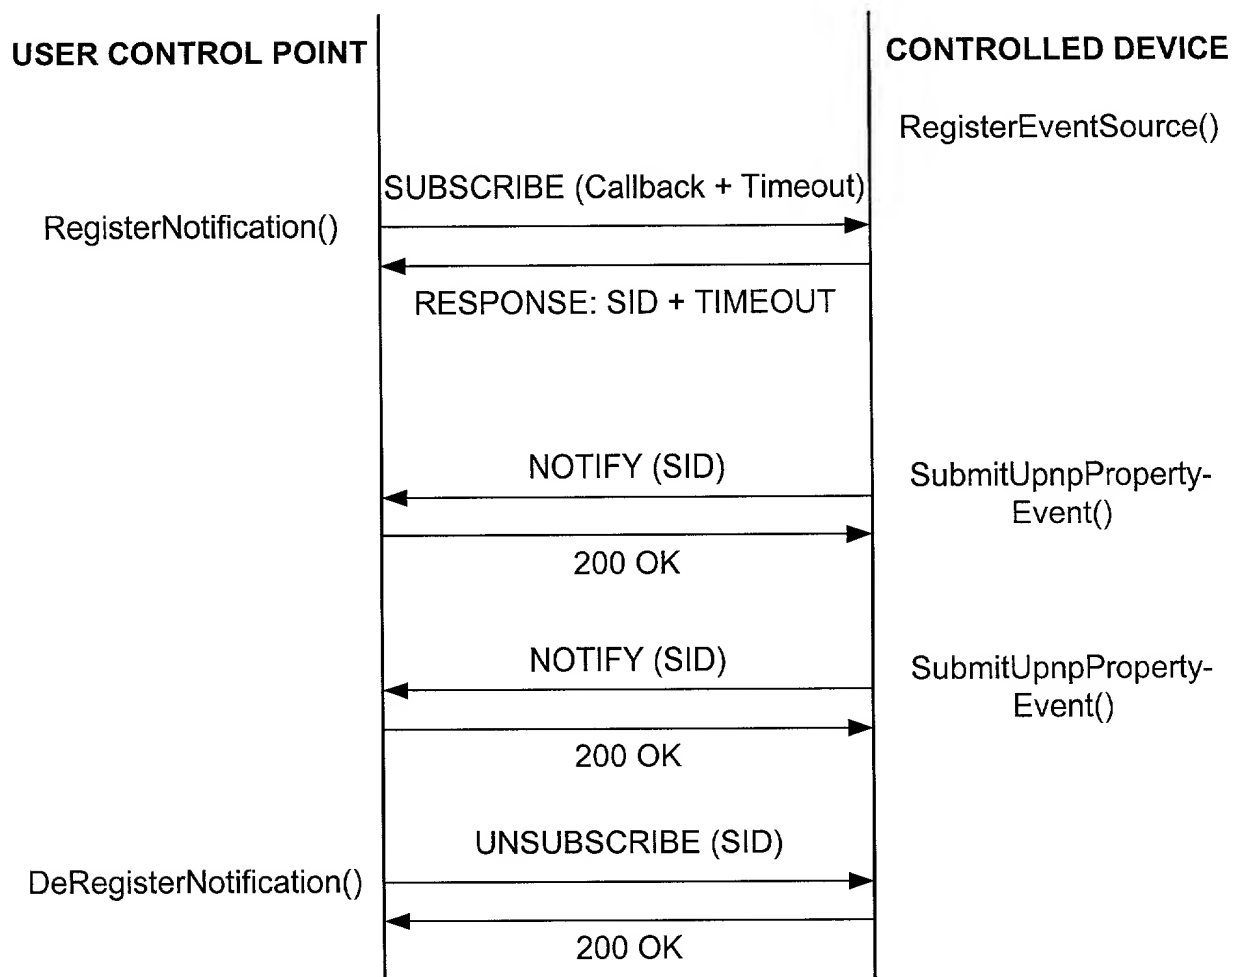 USER CONTROL POINT
CONTROLLED DEVICE
RegisterEventSource()
SUBSCRIBE (Callback + Timeout)
RegisterNotification()
RESPONSE: SID + TIMEOUT
NOTIFY (SID)
SubmitUpnpProperty-
Event()
200 OK
NOTIFY (SID)
SubmitUpnpProperty-
Event()
200 OK
UNSUBSCRIBE (SID)
DeRegisterNotification()
200 OK